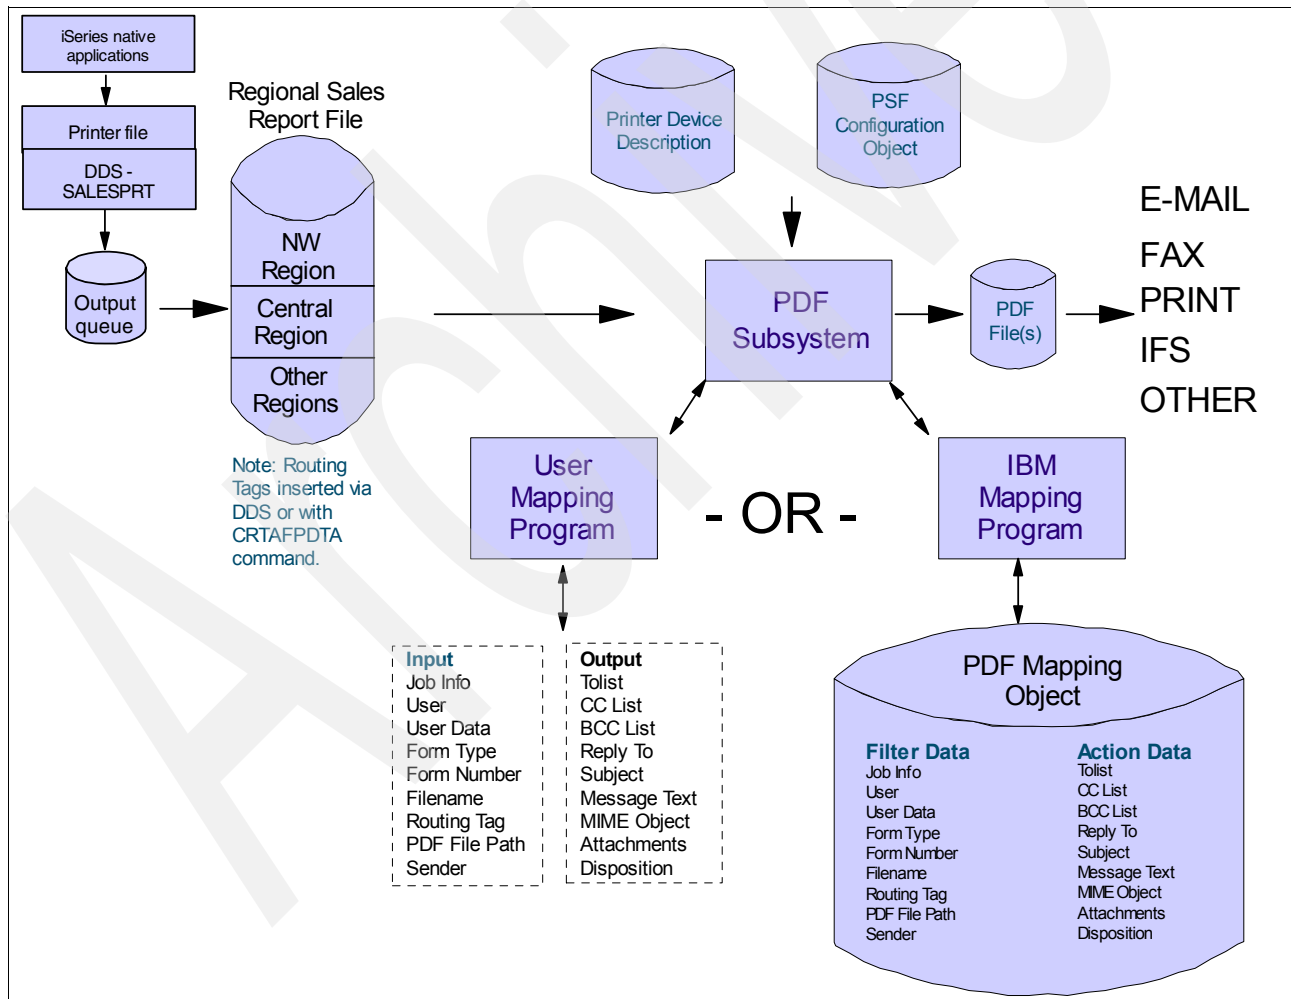 iSeries native
applications
Printer file
DDS -
SALESPRT
Output
queue
Regional Sales
Report File
NW
Region
Central
Region
Other
Regions
Note: Routing
Tags inserted via
DDS or with
CRTAFPDTA
command.
Printer Device
Description
PSF
Configuration
Object
PDF
Subsystem
PDF
File(s)
E-MAIL
FAX
PRINT
IFS
OTHER
User
Mapping
Program
- OR -
IBM
Mapping
Program
Input
Job Info
User
User Data
Form Type
Form Number
Filename
Routing Tag
PDF File Path
Sender
Output
Tolist
CC List
BCC List
Reply To
Subject
Message Text
MIME Object
Attachments
Disposition
PDF Mapping
Object
Filter Data
Job Info
User
User Data
Form Type
Form Number
Filename
Routing Tag
PDF File Path
Sender
Action Data
Tolist
CC List
BCC List
Reply To
Subject
Message Text
MIME Object
Attachments
Disposition
Archive